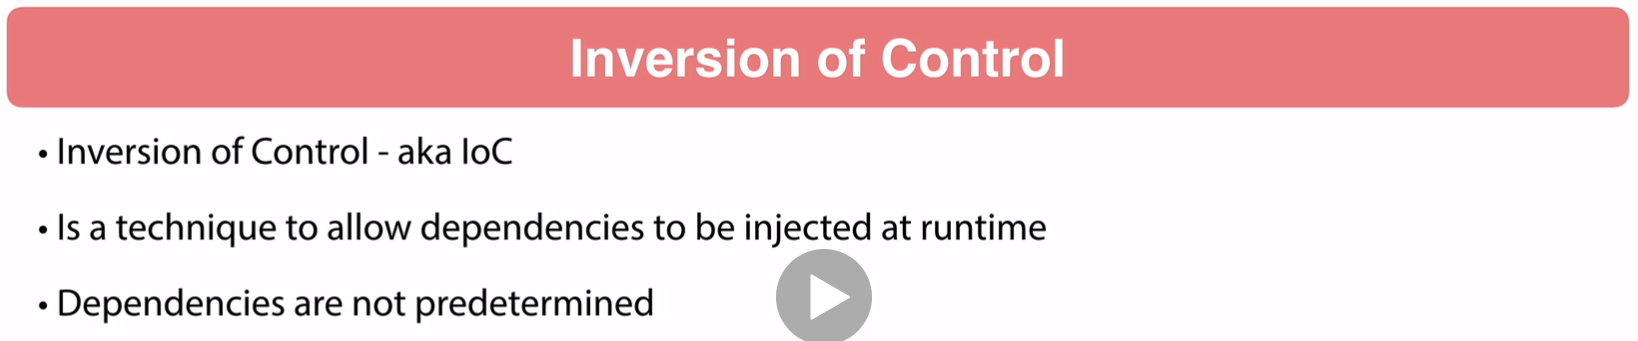 Inversion of Control
• Inversion of Control - aka IoC
• Is a technique to allow dependencies to be injected at runtime
• Dependencies are not predetermined